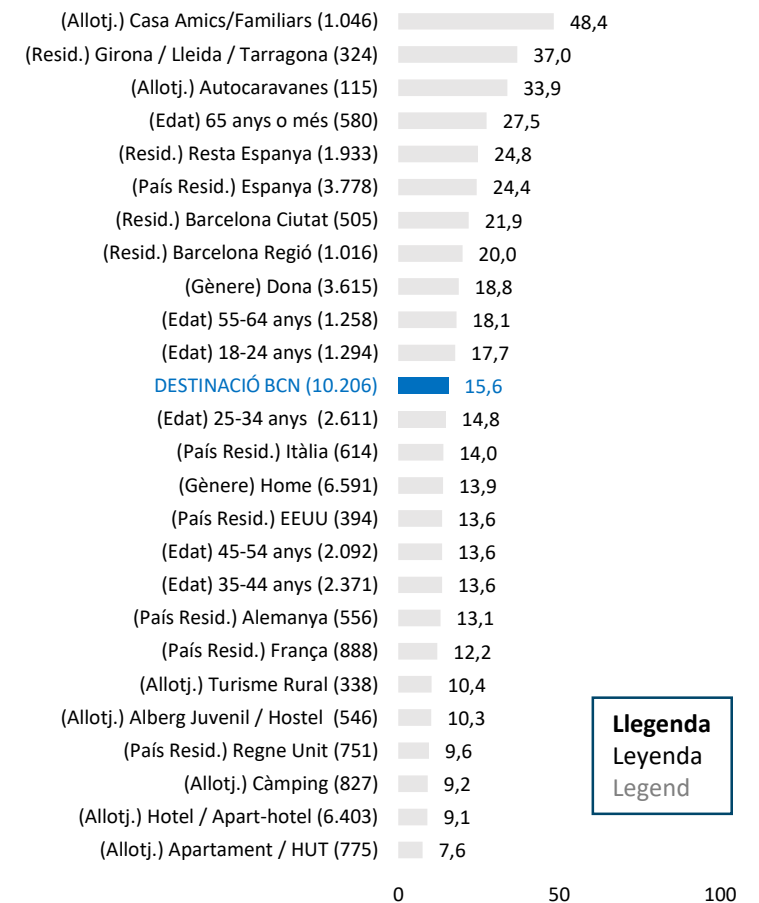 (Allotj.) Casa Amics/Familiars (1.046) 48,4
(Resid.) Girona / Lleida / Tarragona (324) 37,0
(Allotj.) Autocaravanes (115) 33,9
(Edat) 65 anys o més (580) 27,5
(Resid.) Resta Espanya (1.933) 24,8
(País Resid.) Espanya (3.778) 24,4
(Resid.) Barcelona Ciutat (505) 21,9
(Resid.) Barcelona Regió (1.016) 20,0
(Gènere) Dona (3.615) 18,8
(Edat) 55-64 anys (1.258) 18,1
(Edat) 18-24 anys (1.294) 17,7
DESTINACIÓ BCN (10.206) 15,6
(Edat) 25-34 anys (2.611) 14,8
(País Resid.) Itàlia (614) 14,0
(Gènere) Home (6.591) 13,9
(País Resid.) EEUU (394) 13,6
(Edat) 45-54 anys (2.092) 13,6
(Edat) 35-44 anys (2.371) 13,6
(País Resid.) Alemanya (556) 13,1
(País Resid.) França (888) 12,2
(Allotj.) Turisme Rural (338) 10,4
(Allotj.) Alberg Juvenil / Hostel (546) 10,3
(País Resid.) Regne Unit (751) 9,6
(Allotj.) Càmping (827) 9,2
(Allotj.) Hotel / Apart-hotel (6.403) 9,1
(Allotj.) Apartament / HUT (775) 7,6
0 50 100
Llegenda
Leyenda
Legend